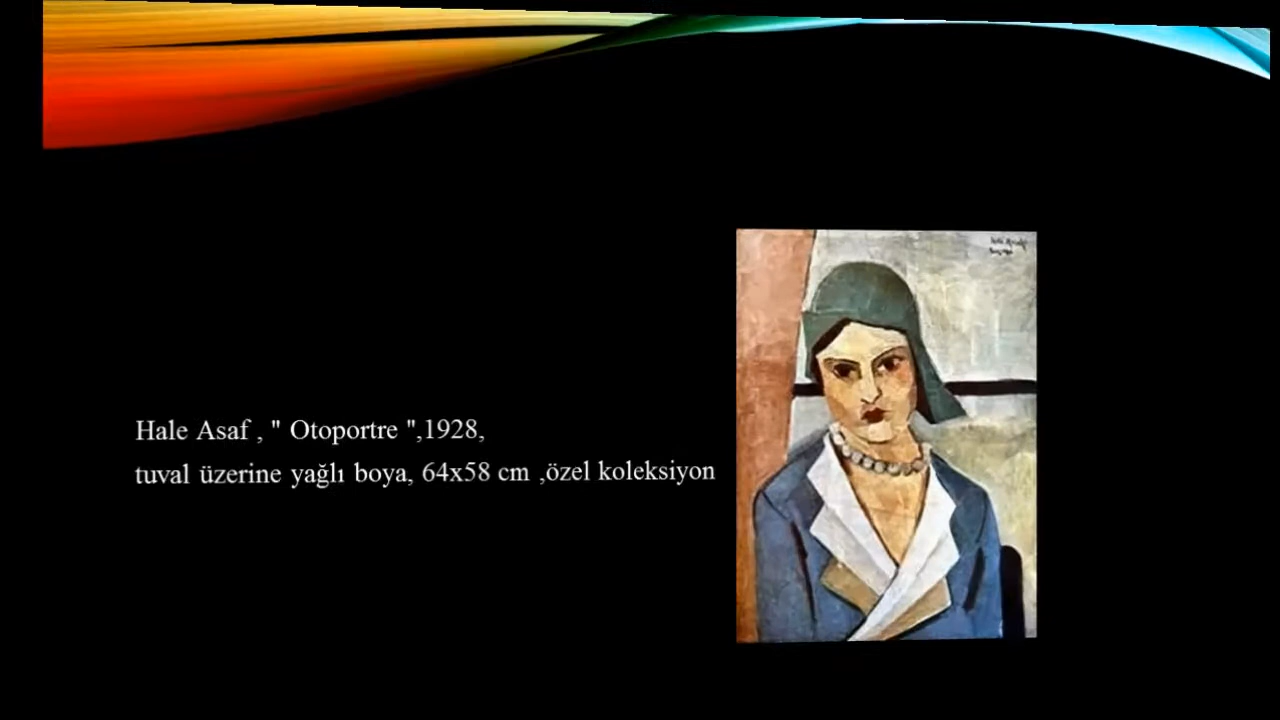 Hale Asaf , " Otoportre ",1928,
tuval üzerine yağlı boya, 64x58 cm ,özel koleksiyon